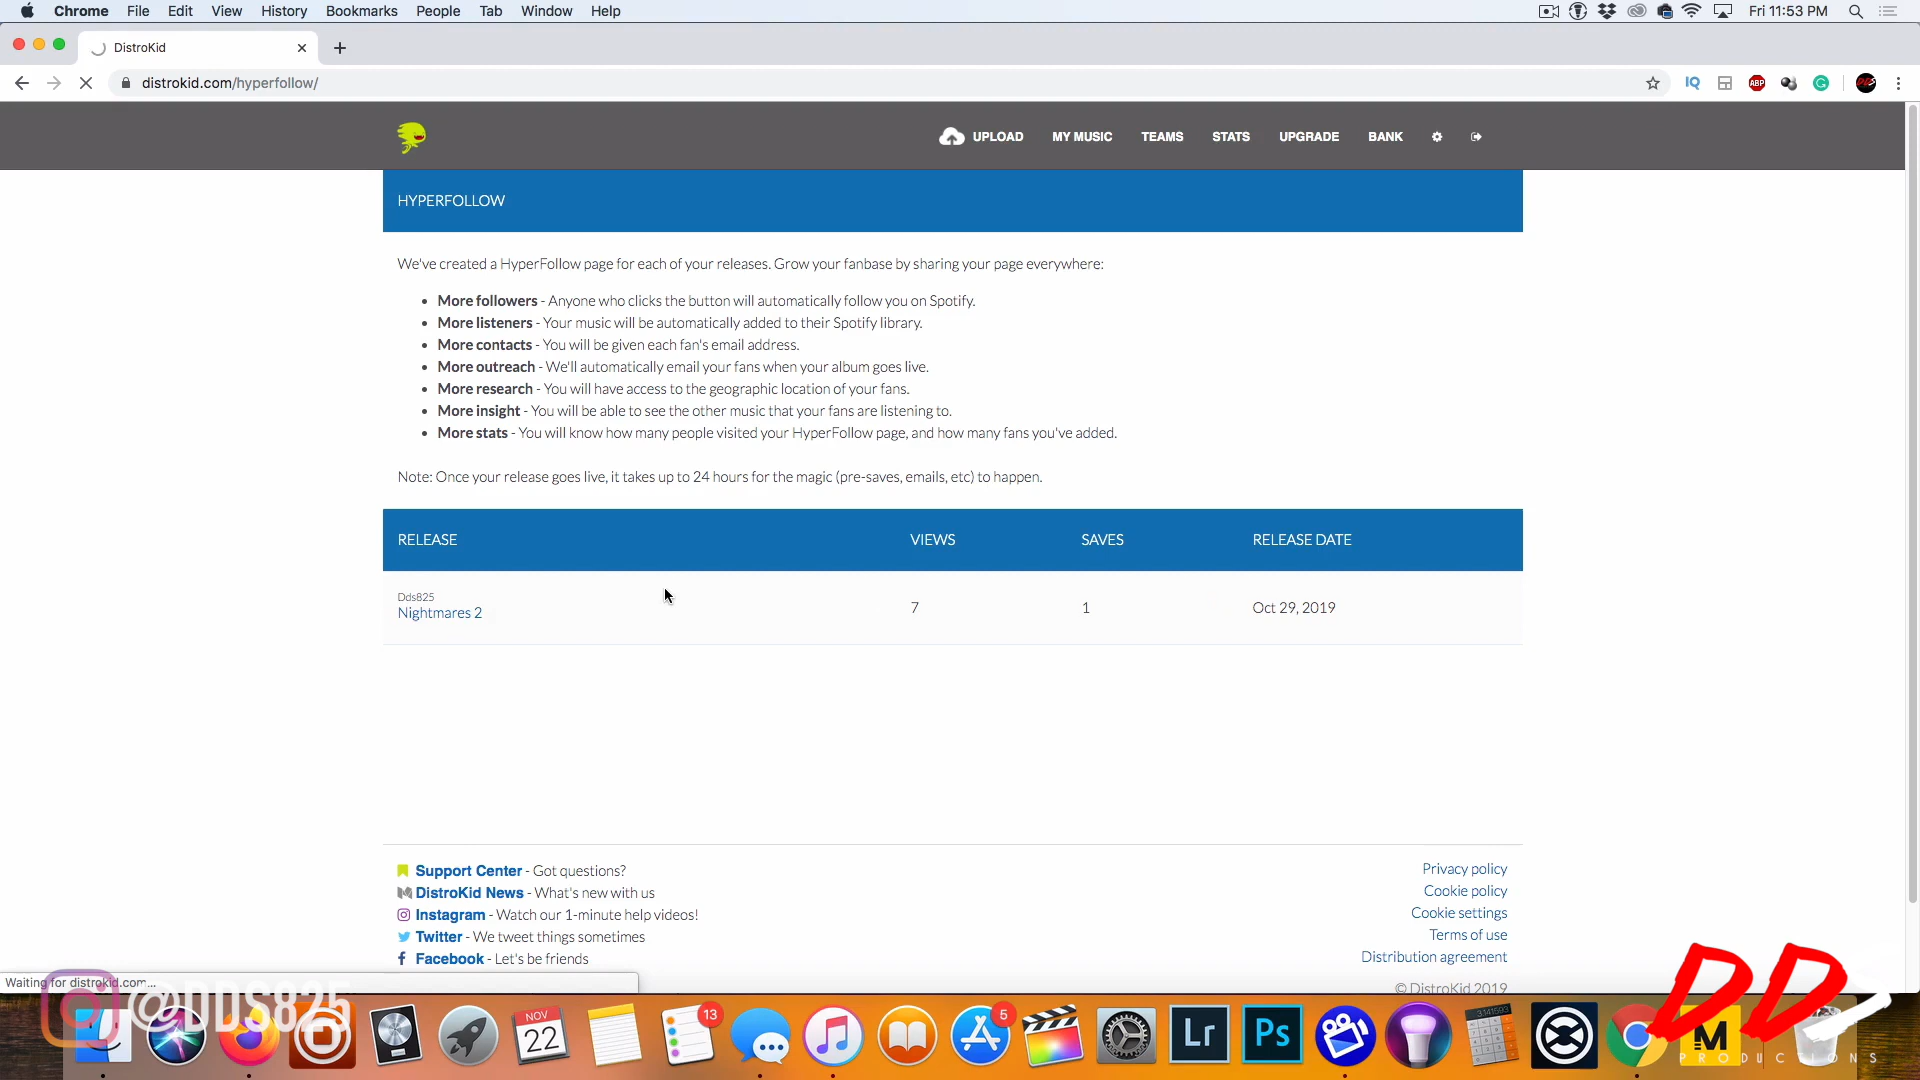 Chrome File Edit View History Bookmarks People Tab Window Help Fri 11:53 PM
DistroKid
distrokid.com/hyperfollow/ IQ ABP
UPLOAD MY MUSIC TEAMS STATS UPGRADE BANK
HYPERFOLLOW
We've created a HyperFollow page for each of your releases. Grow your fanbase by sharing your page everywhere:
More followers - Anyone who clicks the button will automatically follow you on Spotify.
More listeners - Your music will be automatically added to their Spotify library.
More contacts - You will be given each fan's email address.
More outreach - We'll automatically email your fans when your album goes live.
More research - You will have access to the geographic location of your fans.
More insight - You will be able to see the other music that your fans are listening to.
More stats - You will know how many people visited your HyperFollow page, and how many fans you've added.
Note: Once your release goes live, it takes up to 24 hours for the magic (pre-saves, emails, etc) to happen.
RELEASE VIEWS SAVES RELEASE DATE
Dds825
Nightmares 2 7 1 Oct 29, 2019
Support Center - Got questions? Privacy policy
DistroKid News - What's new with us Cookie policy
Instagram - Watch our 1-minute help videos! Cookie settings
Twitter - We tweet things sometimes Terms of use
Facebook - Let's be friends Distribution agreement
Waiting for distrokid.com... © DistroKid 2019
@DDS825
NOV 22 13 5 Lr Ps 3.141593 M
DDS
PRODUCTIONS